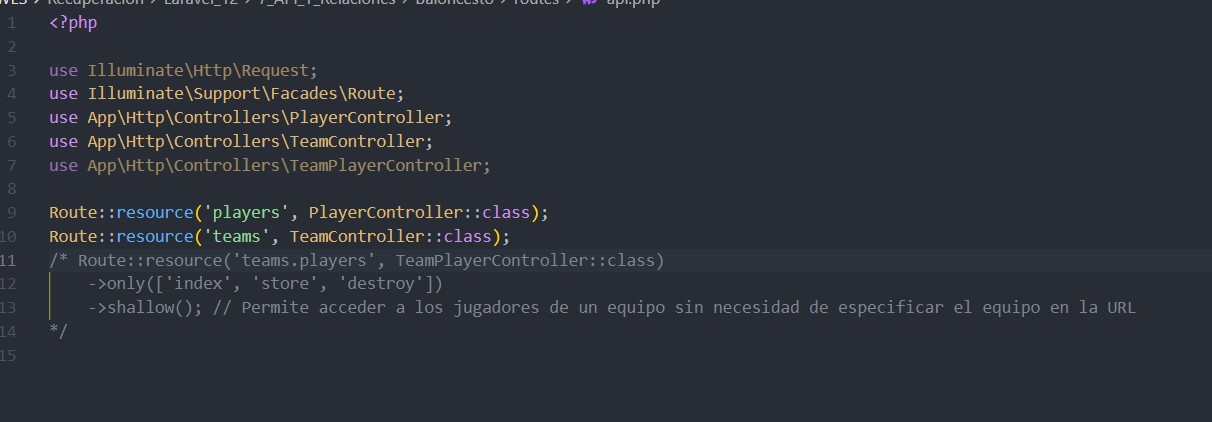 WES > Recuperacion > Laravel_12 > 7_API_1_Relaciones > baloncesto > routes > api.php
1 <?php
2
3 use Illuminate\Http\Request;
4 use Illuminate\Support\Facades\Route;
5 use App\Http\Controllers\PlayerController;
6 use App\Http\Controllers\TeamController;
7 use App\Http\Controllers\TeamPlayerController;
8
9 Route::resource('players', PlayerController::class);
10 Route::resource('teams', TeamController::class);
11 /* Route::resource('teams.players', TeamPlayerController::class)
12     ->only(['index', 'store', 'destroy'])
13     ->shallow(); // Permite acceder a los jugadores de un equipo sin necesidad de especificar el equipo en la URL
14 */
15